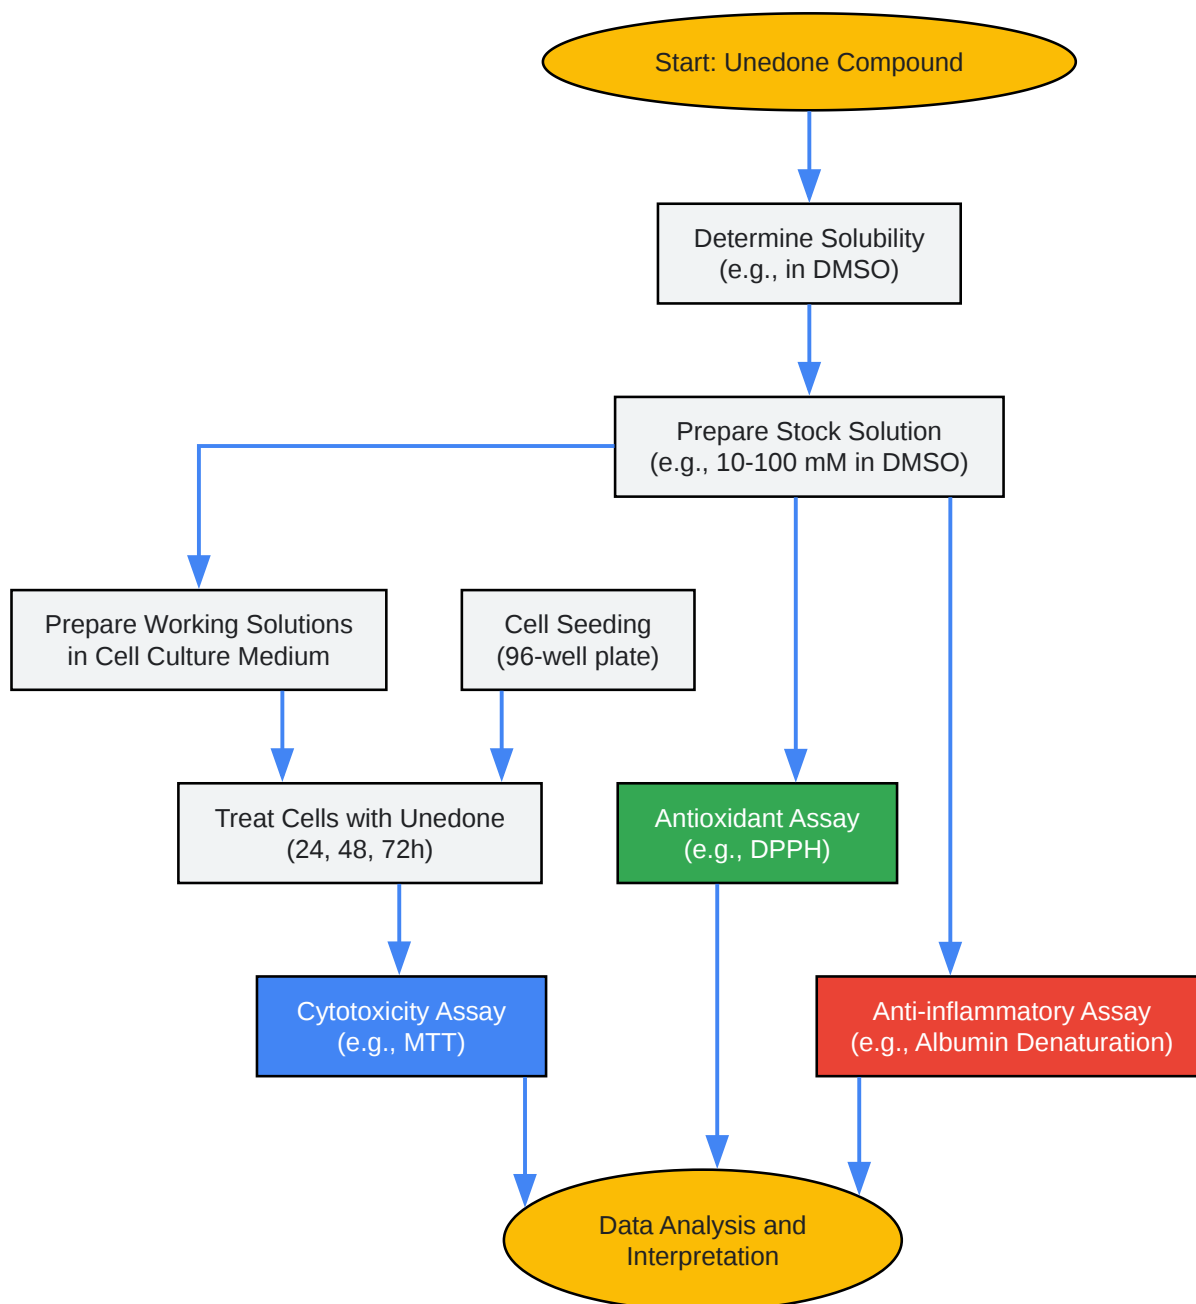 Start: Unedone Compound
Determine Solubility
(e.g., in DMSO)
Prepare Stock Solution
(e.g., 10-100 mM in DMSO)
Prepare Working Solutions
in Cell Culture Medium
Cell Seeding
(96-well plate)
Treat Cells with Unedone
(24, 48, 72h)
Antioxidant Assay
(e.g., DPPH)
Cytotoxicity Assay
(e.g., MTT)
Anti-inflammatory Assay
(e.g., Albumin Denaturation)
Data Analysis and
Interpretation